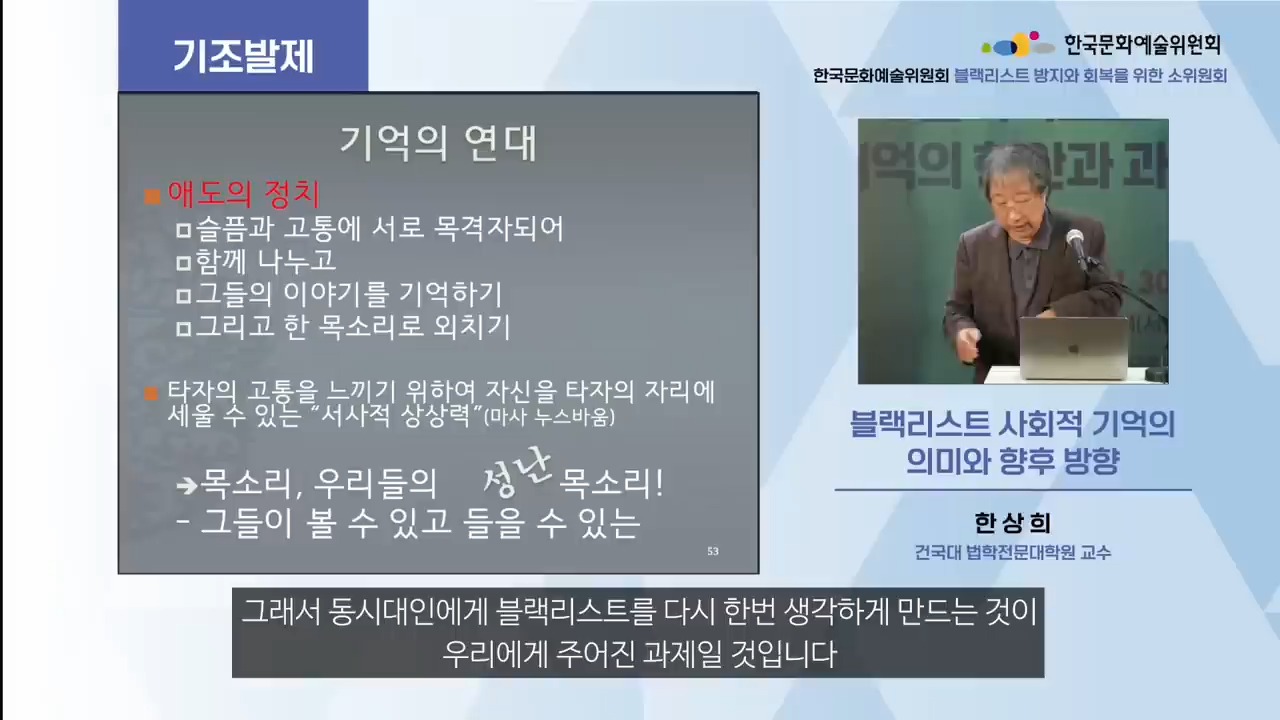 기조발제
한국문화예술위원회
한국문화예술위원회 블랙리스트 방지와 회복을 위한 소위원회
기억의 연대
애도의 정치
슬픔과 고통에 서로 목격자되어
함께 나누고
그들의 이야기를 기억하기
그리고 한 목소리로 외치기
타자의 고통을 느끼기 위하여 자신을 타자의 자리에
세울 수 있는 “서사적 상상력”(마사 누스바움)
➔목소리, 우리들의 성난 목소리!
- 그들이 볼 수 있고 들을 수 있는
53
기억의 과
30
블랙리스트 사회적 기억의
의미와 향후 방향
한상희
건국대 법학전문대학원 교수
그래서 동시대인에게 블랙리스트를 다시 한번 생각하게 만드는 것이
우리에게 주어진 과제일 것입니다